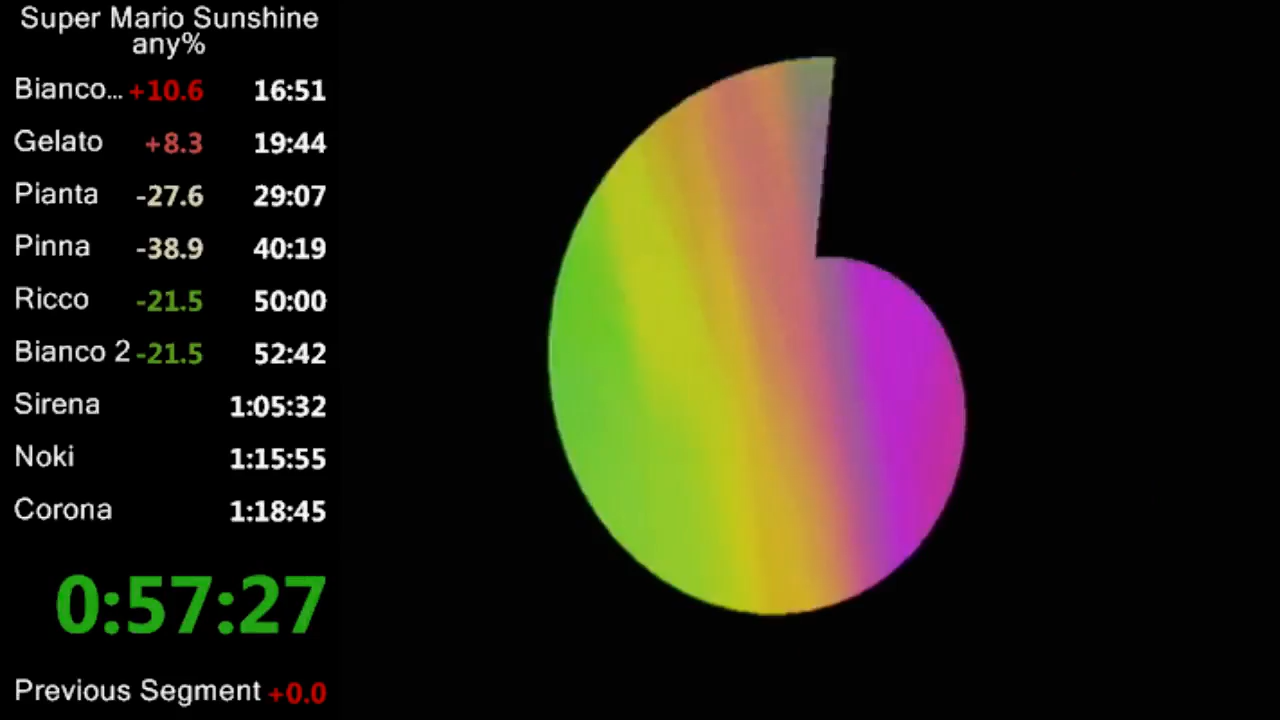 Super Mario Sunshine
any%
Bianco... +10.6 16:51
Gelato +8.3 19:44
Pianta -27.6 29:07
Pinna -38.9 40:19
Ricco -21.5 50:00
Bianco 2 -21.5 52:42
Sirena 1:05:32
Noki 1:15:55
Corona 1:18:45
0:57:27
Previous Segment +0.0